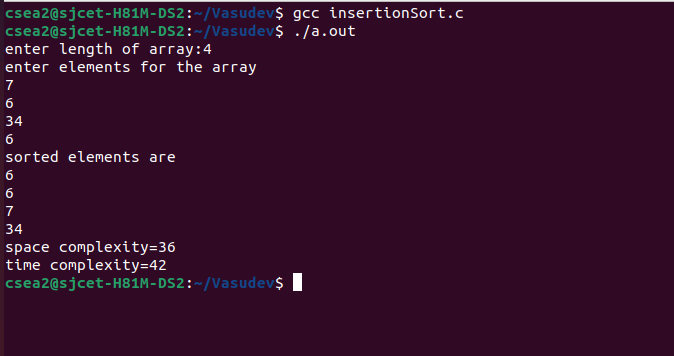 csea2@sjcet-H81M-DS2:~/Vasudev$ gcc insertionSort.c
csea2@sjcet-H81M-DS2:~/Vasudev$ ./a.out
enter length of array:4
enter elements for the array
7
6
34
6
sorted elements are
6
6
7
34
space complexity=36
time complexity=42
csea2@sjcet-H81M-DS2:~/Vasudev$